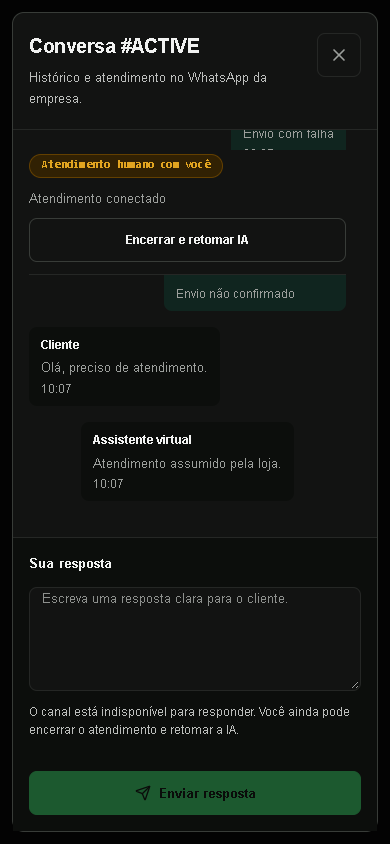 Conversa #ACTIVE
Histórico e atendimento no WhatsApp da
empresa.
Envio com falha
Atendimento humano com você
Atendimento conectado
Encerrar e retomar IA
Envio não confirmado
Cliente
Olá, preciso de atendimento.
10:07
Assistente virtual
Atendimento assumido pela loja.
10:07
Sua resposta
Escreva uma resposta clara para o cliente.
O canal está indisponível para responder. Você ainda pode
encerrar o atendimento e retomar a IA.
Enviar resposta